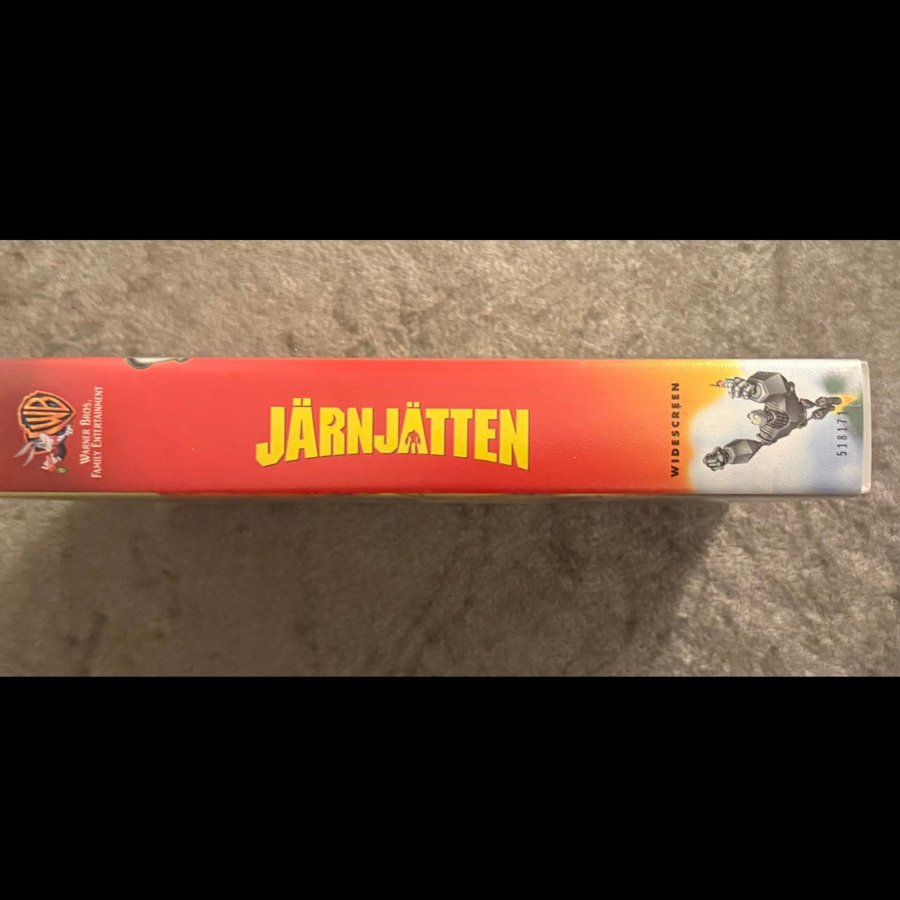 WB
WARNER BROS.
FAMILY ENTERTAINMENT
JÄRNJÄTTEN
WIDESCREEN
518171